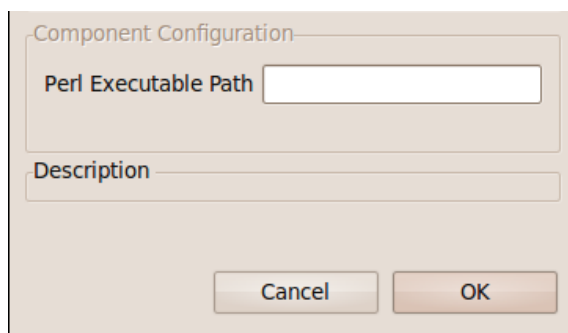 Component Configuration
Perl Executable Path
Description
Cancel OK